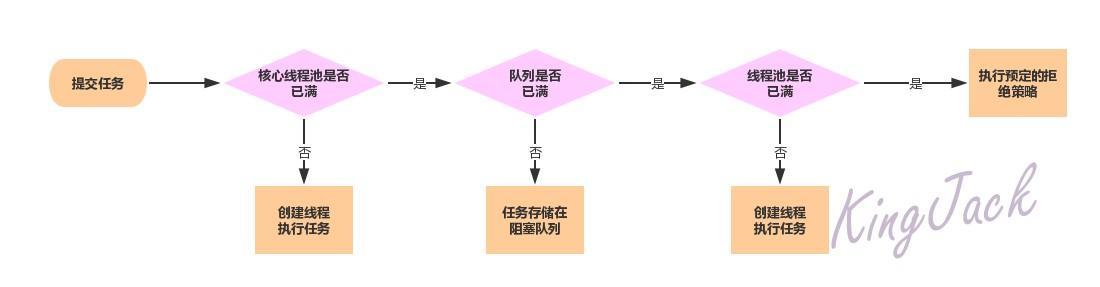 提交任务
核心线程池是否
已满
是
队列是否
已满
是
线程池是否
已满
是
执行预定的拒
绝策略
否
否
否
创建线程
执行任务
任务存储在
阻塞队列
创建线程
执行任务
KingJack